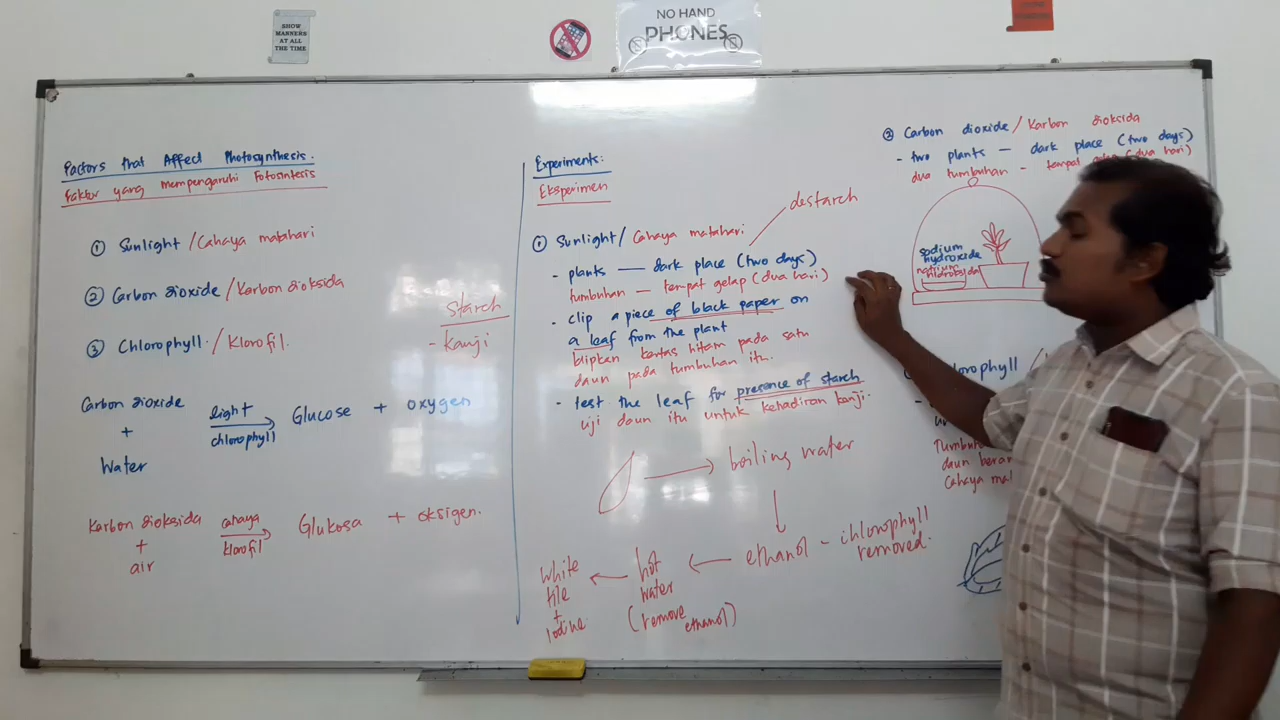 SHOW
MANNERS
AT ALL
THE TIME
NO HAND
PHONES
Factors that Affect Photosynthesis.
Faktor yang mempengaruhi Fotosintesis
① Sunlight / Cahaya matahari
② Carbon dioxide / Karbon dioksida
③ Chlorophyll / Klorofil.
Starch
- Kanji
Carbon dioxide
+
Water
light
chlorophyll
Glucose + oxygen
Karbon dioksida
+
air
cahaya
klorofil
Glukosa + oksigen.
Experiments:
Eksperimen
① Sunlight / Cahaya matahari
destarch
- plants — dark place (two days)
tumbuhan — tempat gelap (dua hari)
- clip a piece of black paper on
a leaf from the plant
klipkan kertas hitam pada satu
daun pada tumbuhan itu.
- test the leaf for presence of starch
uji daun itu untuk kehadiran kanji.
boiling water
ethanol - chlorophyll
removed.
hot
water
(remove
ethanol)
white
tile
+
Iodine.
② Carbon dioxide / Karbon dioksida
- two plants — dark place (two days)
dua tumbuhan - tempat gelap (dua hari)
sodium
hydroxide
natrium
hidroksida
Tumbuh
daun
Cahaya